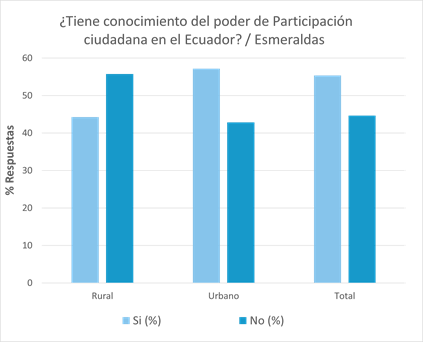 ¿Tiene conocimiento del poder de Participación
ciudadana en el Ecuador? / Esmeraldas
% Respuestas
60
50
40
30
20
10
0
Rural
Urbano
Total
Si (%)
No (%)